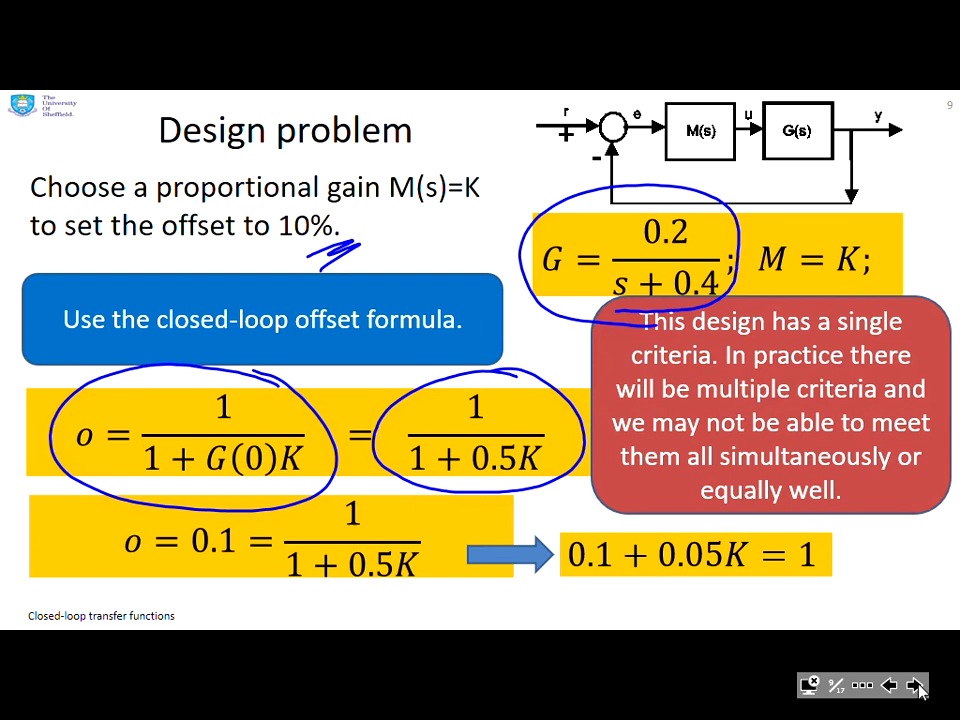 The
University
Of
Sheffield.
9
Design problem
r
+
-
e
M(s)
u
G(s)
y
Choose a proportional gain M(s)=K
to set the offset to 10%.
G = 0.2 / (s + 0.4) ; M = K;
Use the closed-loop offset formula.
This design has a single
criteria. In practice there
will be multiple criteria and
we may not be able to meet
them all simultaneously or
equally well.
o = 1 / (1 + G(0)K) = 1 / (1 + 0.5K)
o = 0.1 = 1 / (1 + 0.5K)
0.1 + 0.05K = 1
Closed-loop transfer functions
9/17